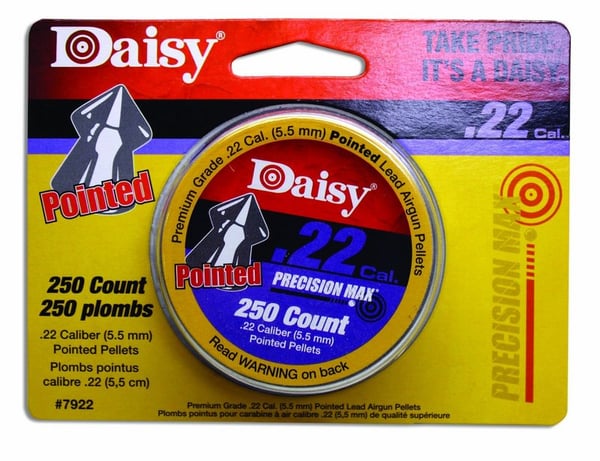 Daisy®
TAKE PRIDE,
IT'S A DAISY.
.22 Cal.
Pointed
250 Count
250 plombs
.22 Caliber (5.5 mm)
Pointed Pellets
Plombs pointus
calibre .22 (5,5 cm)
#7922
Premium Grade .22 Cal. (5.5 mm) Pointed Lead Airgun Pellets
Daisy®
.22 Cal.
Pointed
PRECISION MAX
250 Count
.22 Caliber (5.5 mm)
Pointed Pellets
Read WARNING on back
PRECISION MAX
Premium Grade .22 Cal. (5.5 mm) Pointed Lead Airgun Pellets
Plombs pointus pour carabine à air calibre .22 (5,5 mm) de qualité supérieure